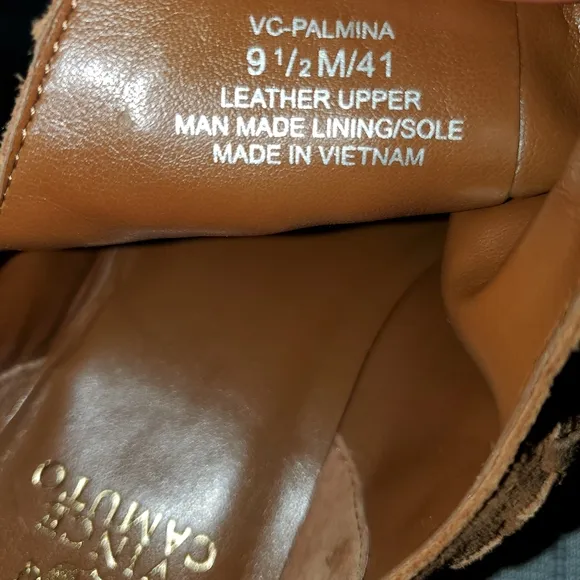 VC-PALMINA
9 1/2 M/41
LEATHER UPPER
MAN MADE LINING/SOLE
MADE IN VIETNAM
VINCE
CAMUTO